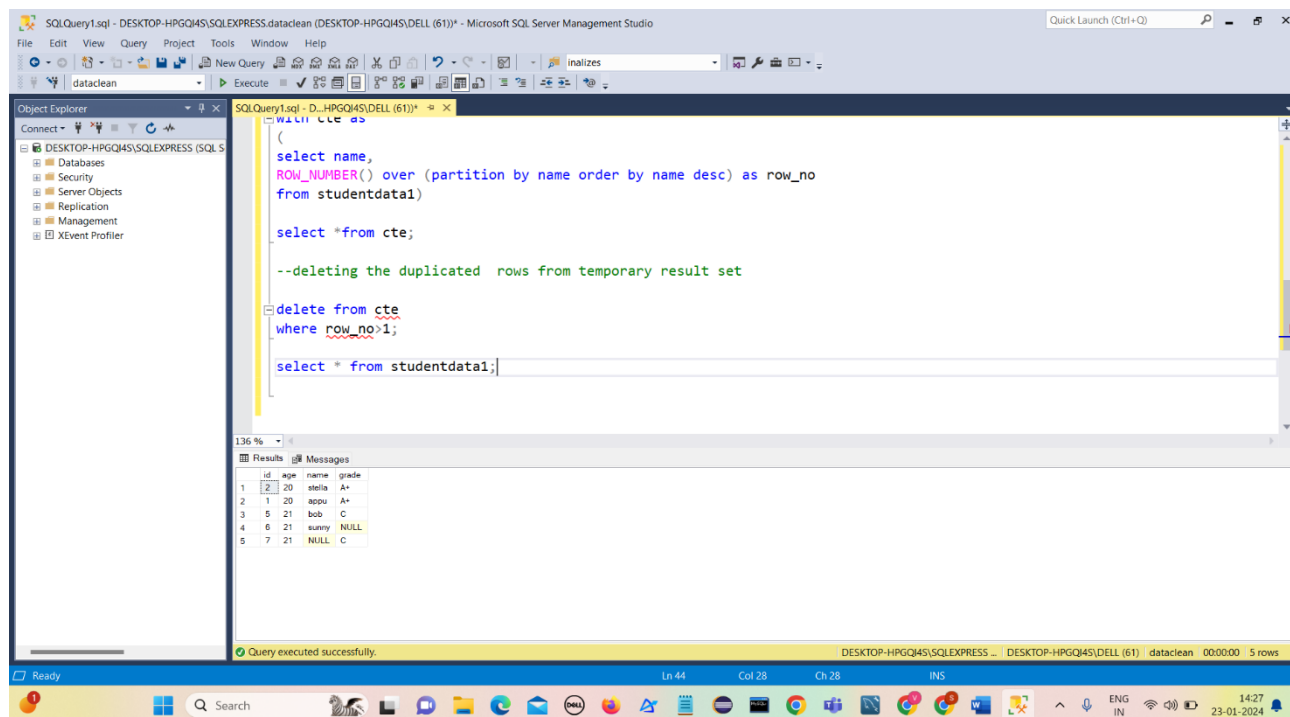 SQLQuery1.sql - DESKTOP-HPGQI4S\SQLEXPRESS.dataclean (DESKTOP-HPGQI4S\DELL (61))* - Microsoft SQL Server Management Studio
Quick Launch (Ctrl+Q)
File Edit View Query Project Tools Window Help
New Query MDX DMX XMLA DAX inalizes
dataclean Execute
Object Explorer
SQLQuery1.sql - D...HPGQI4S\DELL (61))*
Connect
DESKTOP-HPGQI4S\SQLEXPRESS (SQL S
Databases
Security
Server Objects
Replication
Management
XEvent Profiler
with cte as
(
select name,
ROW_NUMBER() over (partition by name order by name desc) as row_no
from studentdata1)
select *from cte;
--deleting the duplicated  rows from temporary result set
delete from cte
where row_no>1;
select * from studentdata1;
136 %
Results Messages
id age name grade
1 2 20 stella A+
2 1 20 appu A+
3 5 21 bob C
4 6 21 sunny NULL
5 7 21 NULL C
Query executed successfully. DESKTOP-HPGQI4S\SQLEXPRESS ... DESKTOP-HPGQI4S\DELL (61) dataclean 00:00:00 5 rows
Ready Ln 44 Col 28 Ch 28 INS
Search
ENG
IN
14:27
23-01-2024